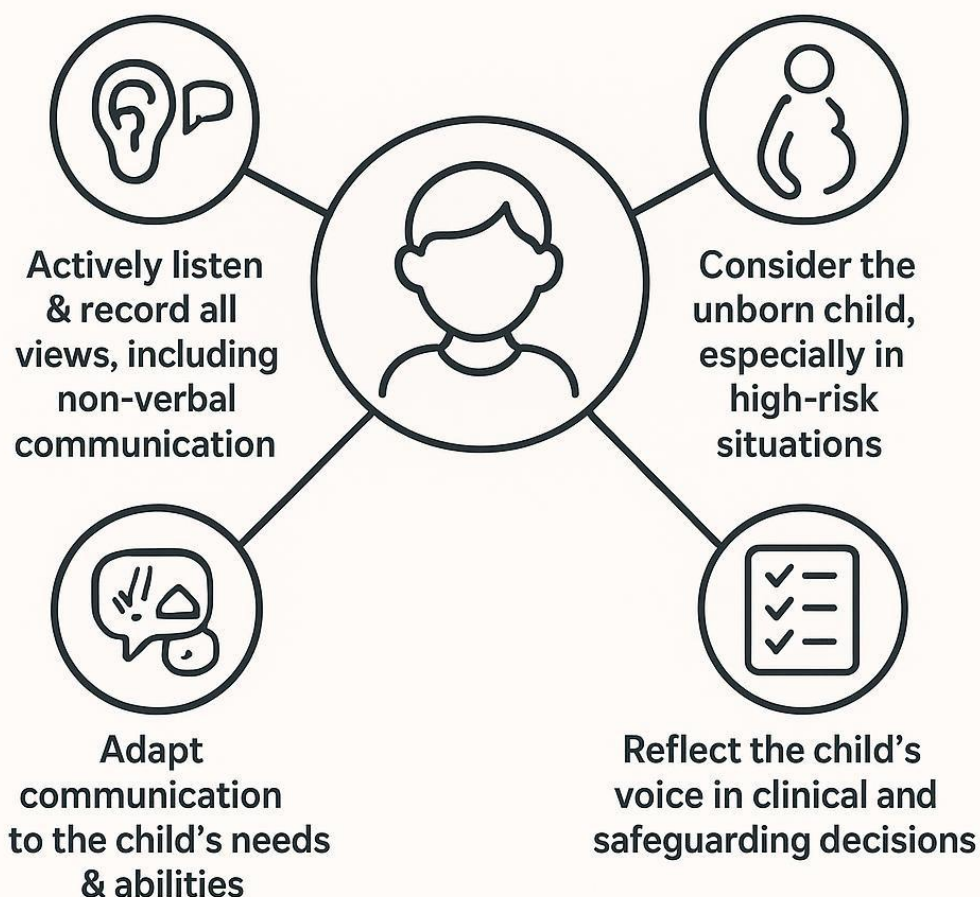 Actively listen
& record all
views, including
non-verbal
communication
Consider the
unborn child,
especially in
high-risk
situations
Adapt
communication
to the child's needs
& abilities
Reflect the child's
voice in clinical and
safeguarding decisions